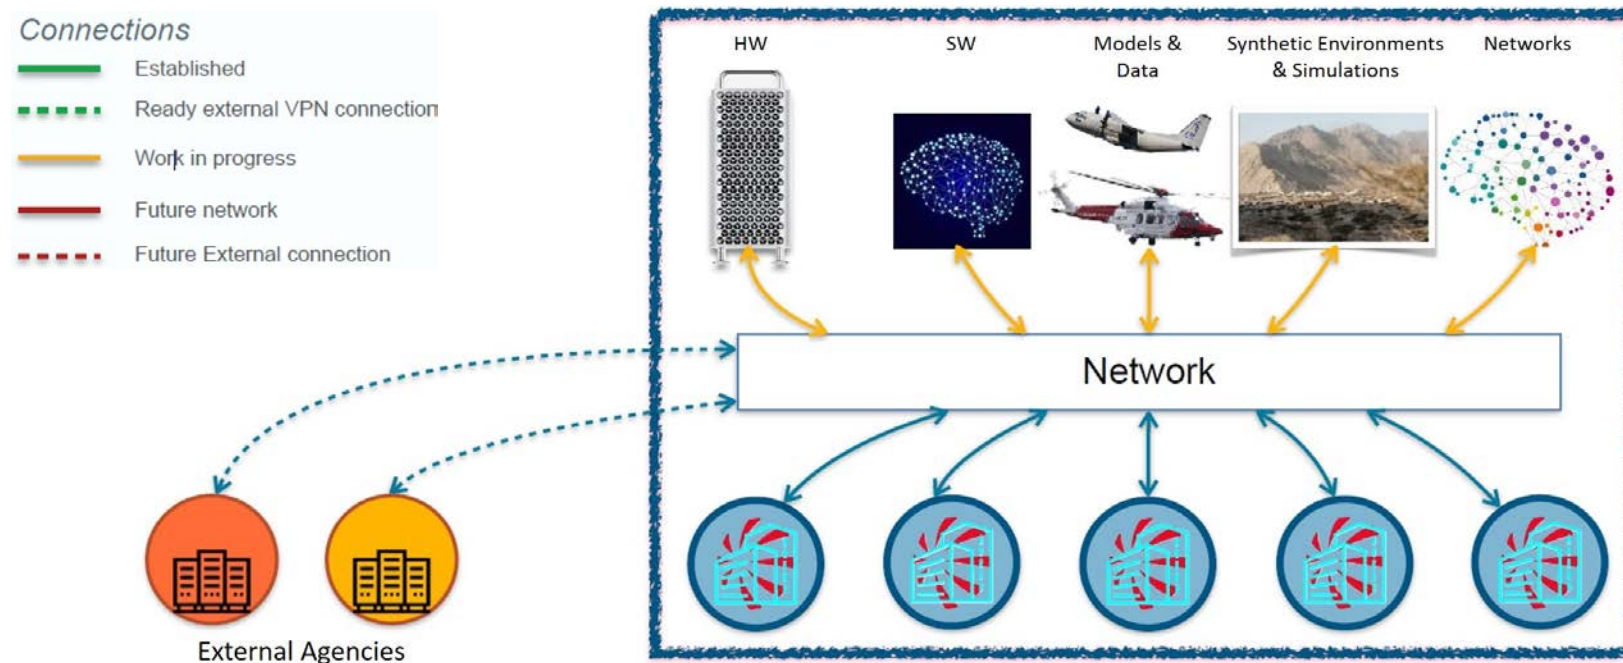 Connections
Established
Ready external VPN connection
Work in progress
Future network
Future External connection
HW
SW
Models &
Data
Synthetic Environments
& Simulations
Networks
Network
External Agencies